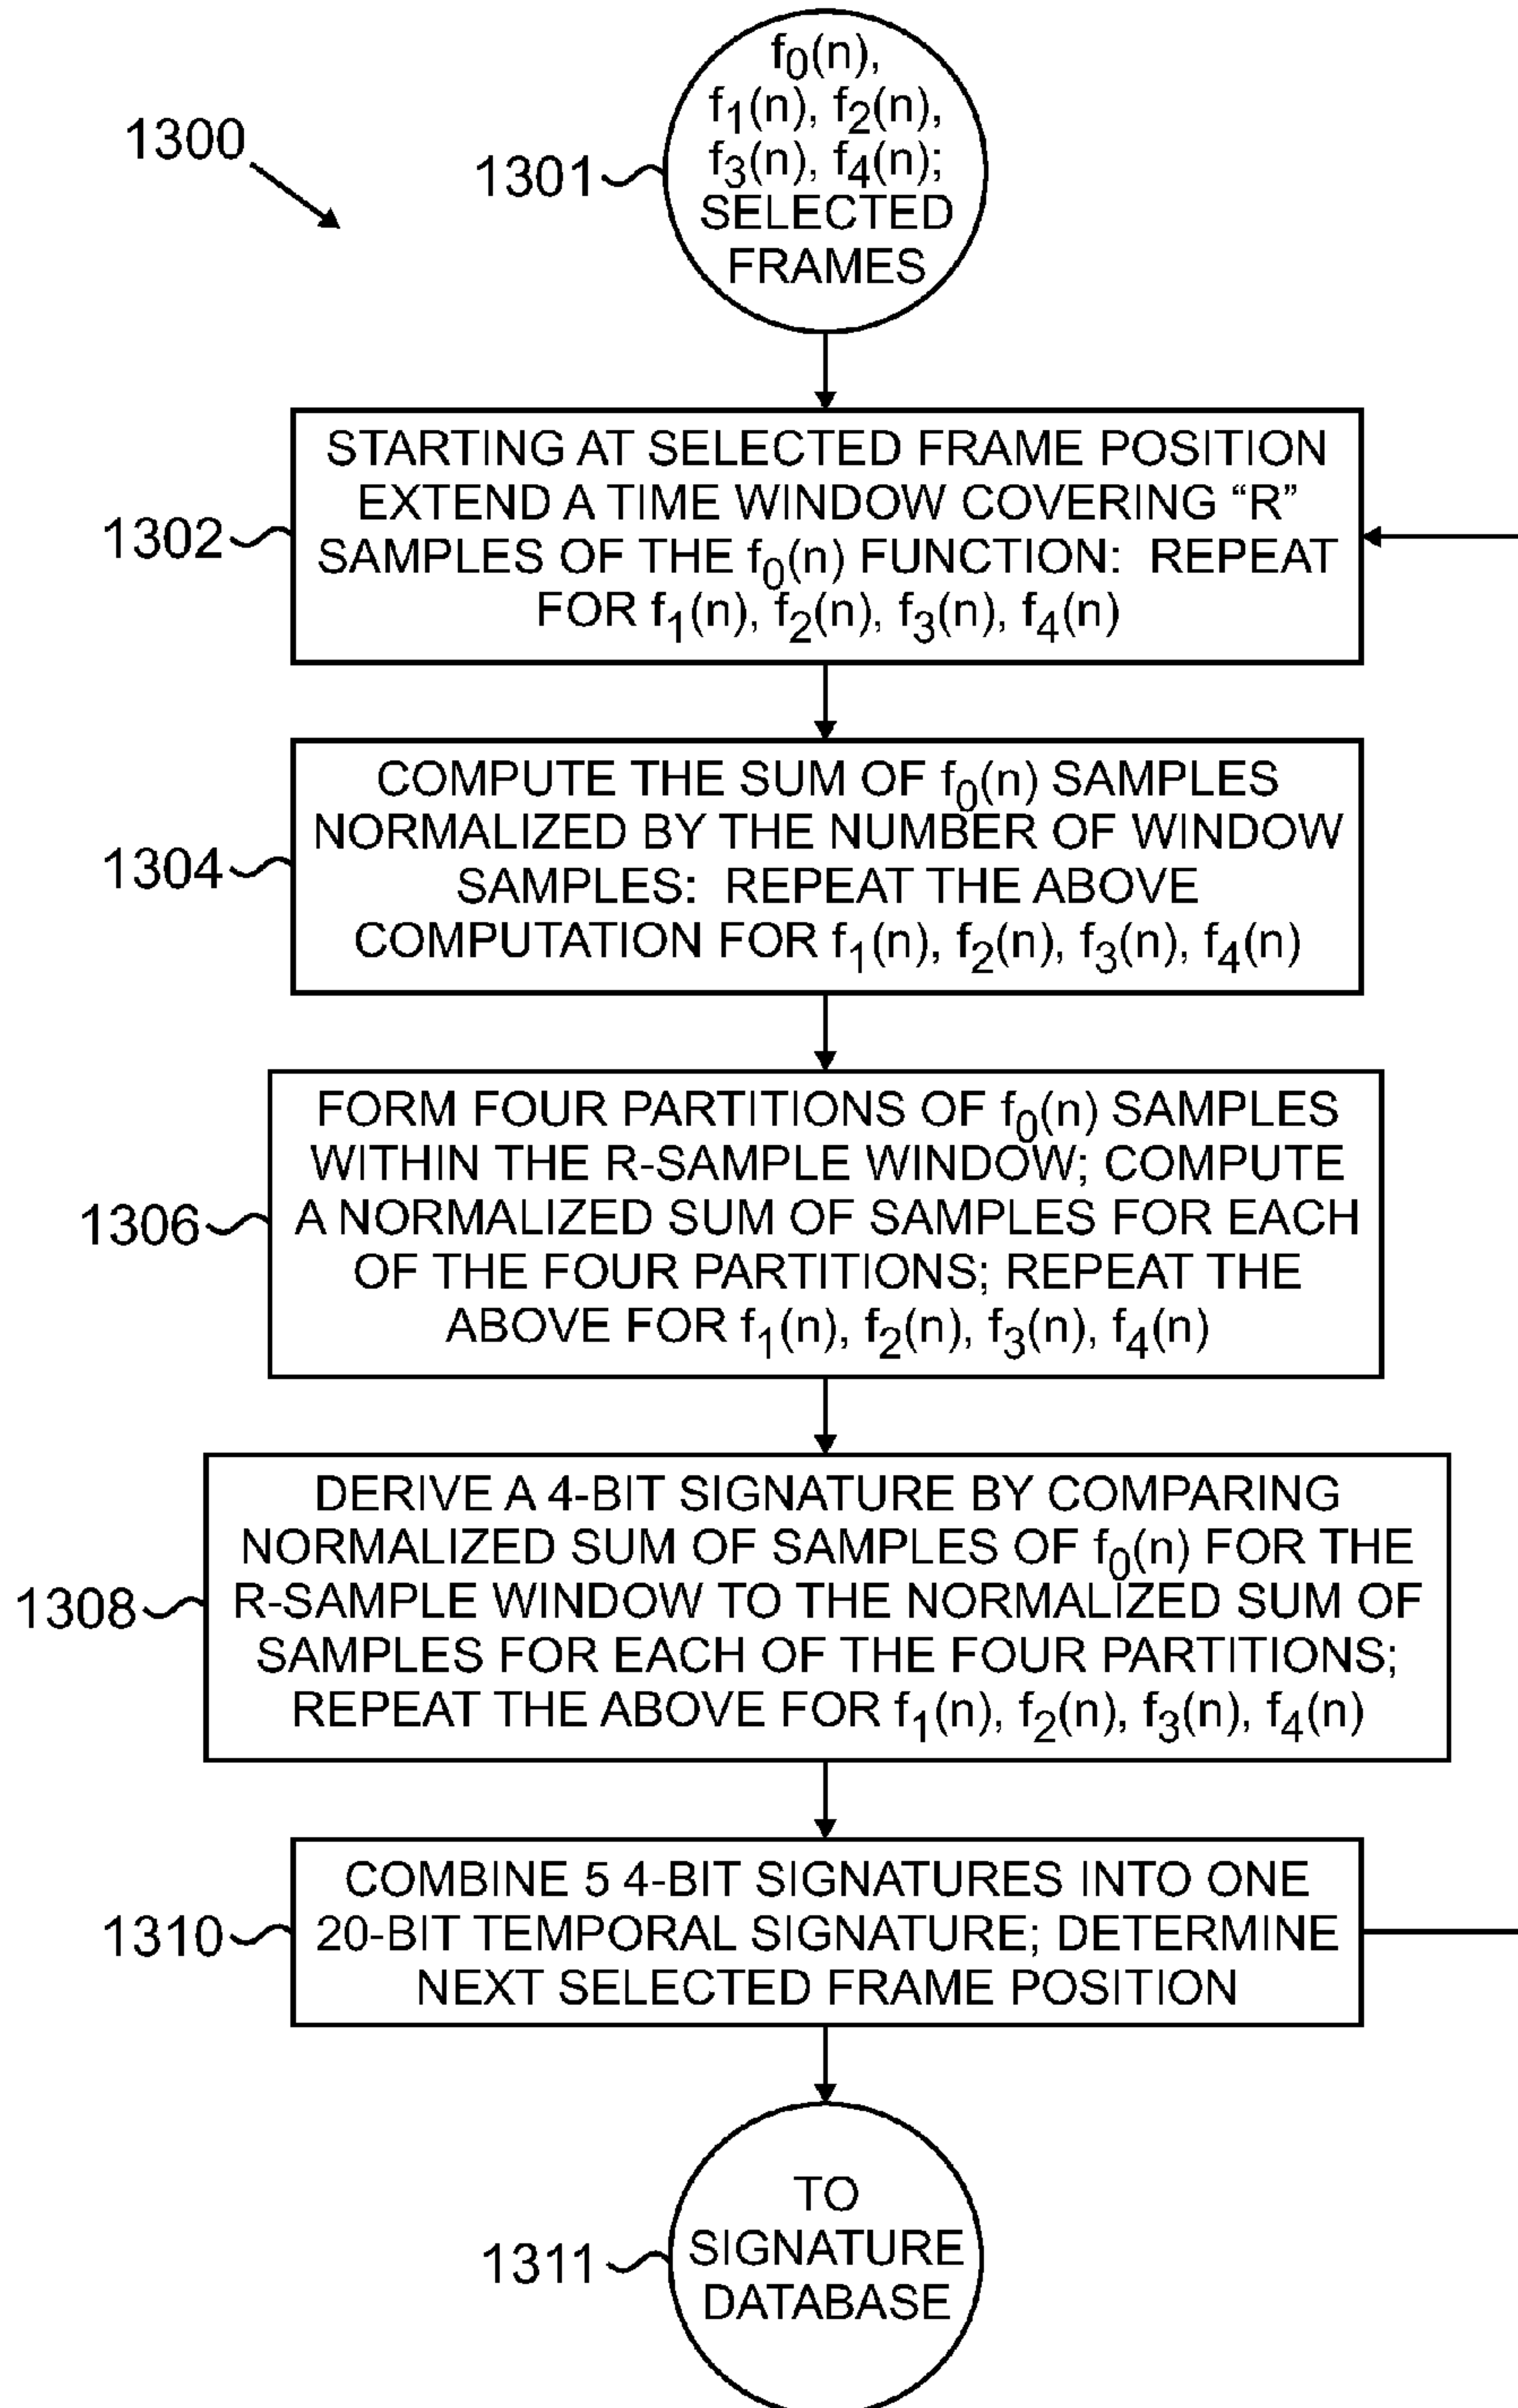 1300
1301
f0(n),
f1(n), f2(n),
f3(n), f4(n);
SELECTED
FRAMES
1302
STARTING AT SELECTED FRAME POSITION
EXTEND A TIME WINDOW COVERING “R”
SAMPLES OF THE f0(n) FUNCTION: REPEAT
FOR f1(n), f2(n), f3(n), f4(n)
1304
COMPUTE THE SUM OF f0(n) SAMPLES
NORMALIZED BY THE NUMBER OF WINDOW
SAMPLES: REPEAT THE ABOVE
COMPUTATION FOR f1(n), f2(n), f3(n), f4(n)
1306
FORM FOUR PARTITIONS OF f0(n) SAMPLES
WITHIN THE R-SAMPLE WINDOW; COMPUTE
A NORMALIZED SUM OF SAMPLES FOR EACH
OF THE FOUR PARTITIONS; REPEAT THE
ABOVE FOR f1(n), f2(n), f3(n), f4(n)
1308
DERIVE A 4-BIT SIGNATURE BY COMPARING
NORMALIZED SUM OF SAMPLES OF f0(n) FOR THE
R-SAMPLE WINDOW TO THE NORMALIZED SUM OF
SAMPLES FOR EACH OF THE FOUR PARTITIONS;
REPEAT THE ABOVE FOR f1(n), f2(n), f3(n), f4(n)
1310
COMBINE 5 4-BIT SIGNATURES INTO ONE
20-BIT TEMPORAL SIGNATURE; DETERMINE
NEXT SELECTED FRAME POSITION
1311
TO
SIGNATURE
DATABASE